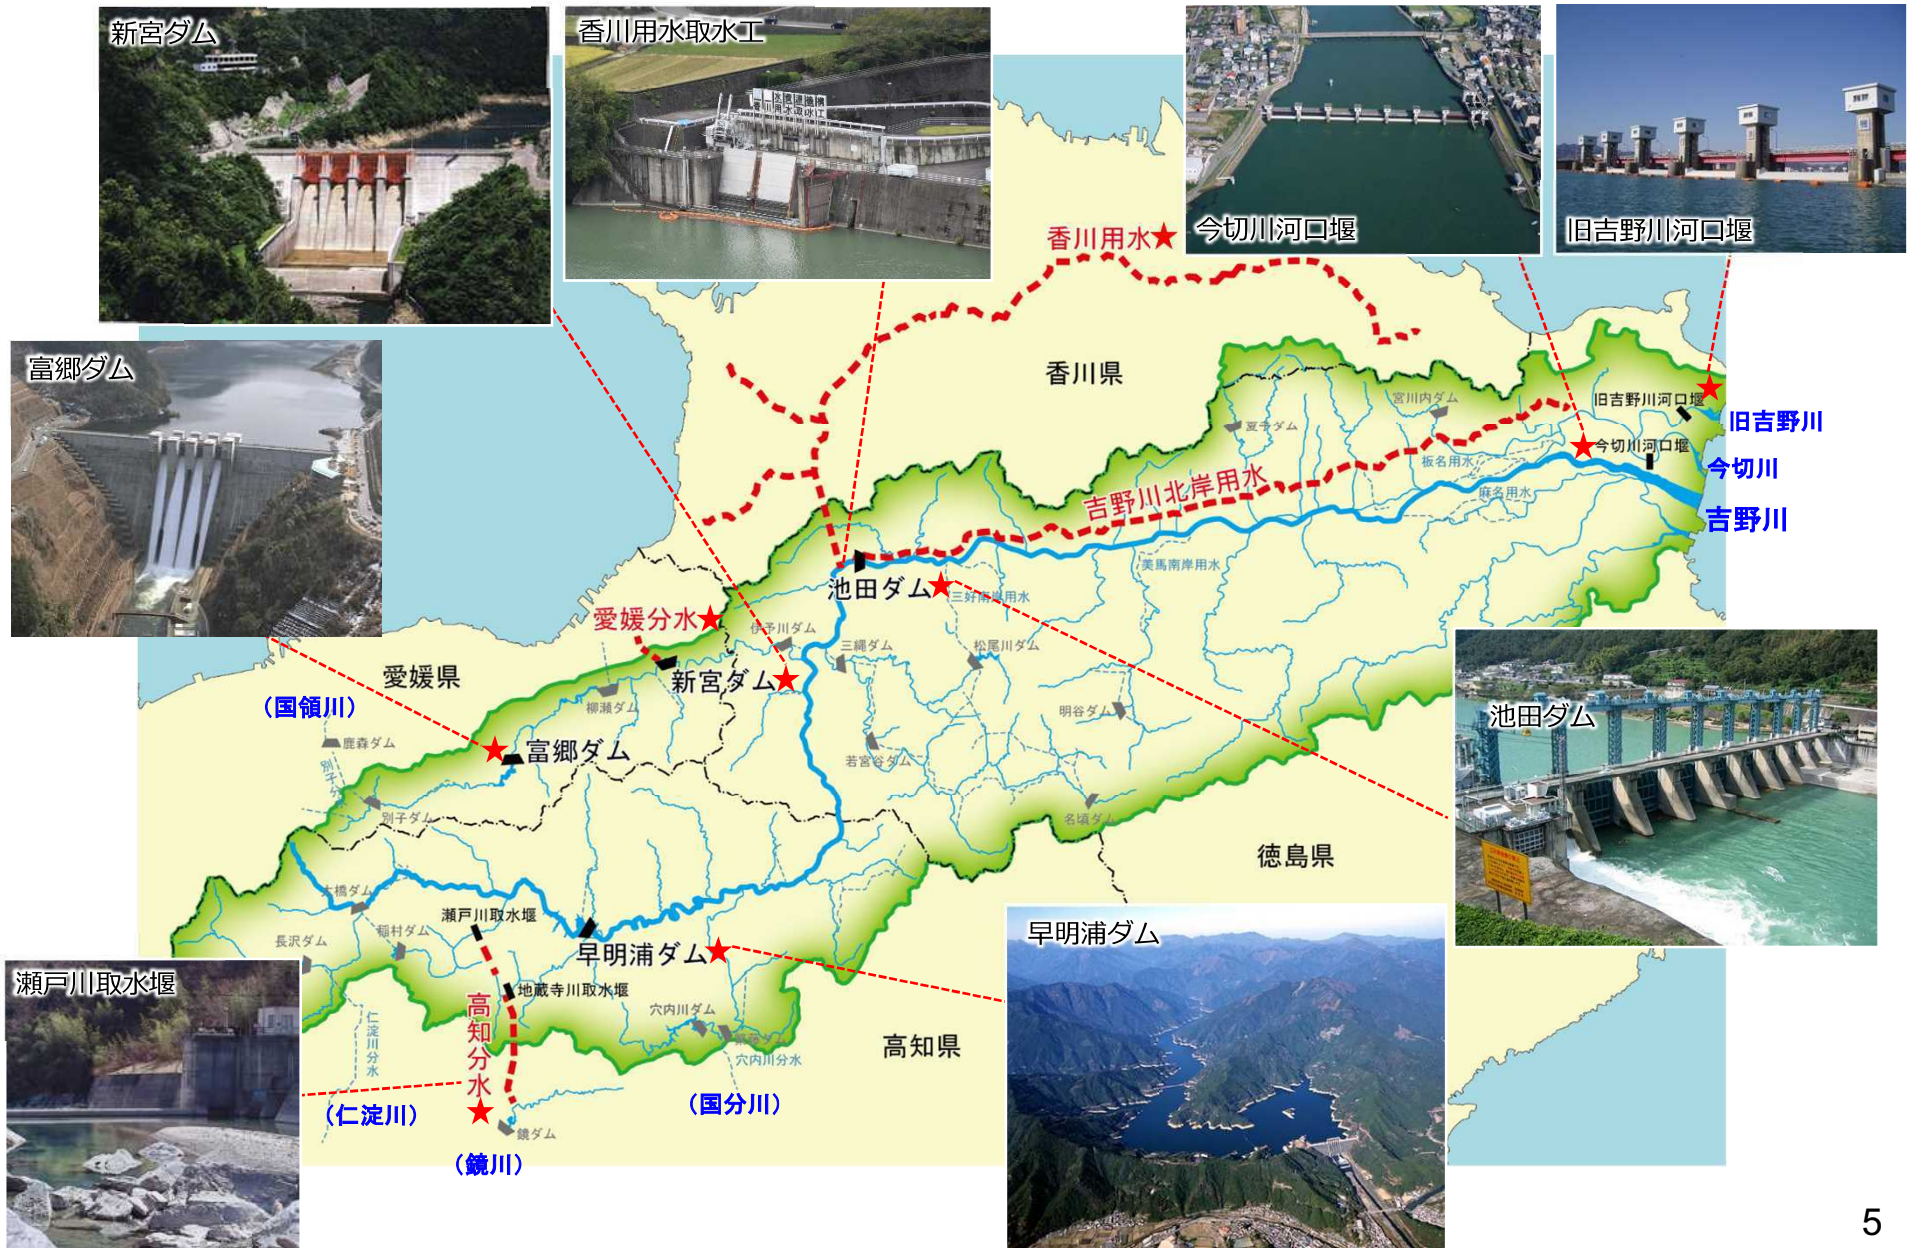 新宮ダム
香川用水取水工
今切川河口堰
旧吉野川河口堰
香川用水
富郷ダム
香川県
宮川内ダム
旧吉野川河口堰
旧吉野川
夏子ダム
今切川河口堰
板名用水
今切川
吉野川北岸用水
麻名用水
吉野川
美馬南岸用水
池田ダム
三好南岸用水
愛媛分水
伊予川ダム
三縄ダム
松尾川ダム
愛媛県
新宮ダム
(国領川)
柳瀬ダム
明谷ダム
池田ダム
鹿森ダム
富郷ダム
若宮谷ダム
別子
別子ダム
名頃ダム
徳島県
大橋ダム
瀬戸川取水堰
稲村ダム
長沢ダム
早明浦ダム
早明浦ダム
瀬戸川取水堰
地蔵寺川取水堰
高知分水
穴内川ダム
仁淀川分水
高知県
穴内川分水
(仁淀川)
(国分川)
鏡ダム
(鏡川)
5